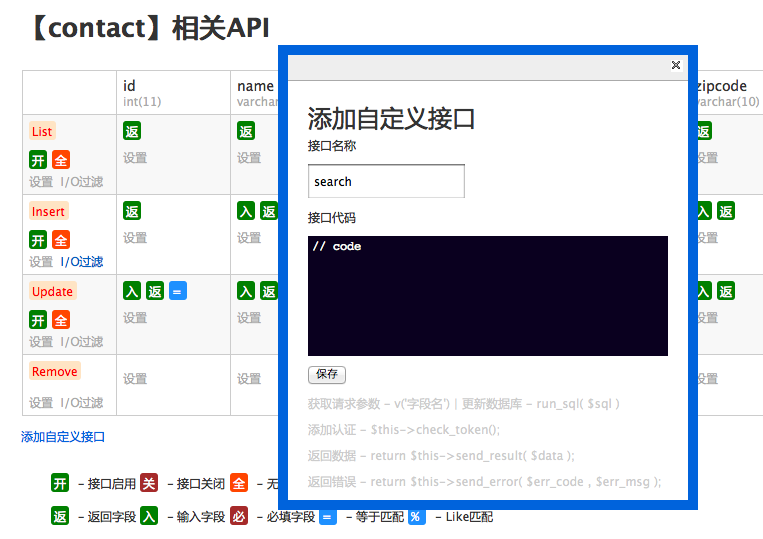 【contact】相关API
id name zipcode
int(11) varchar(10)
List 返 返 返
设置 设置 设置
开 全
设置 I/O过滤
Insert 返 入 返 入 返
设置 设置 设置
开 全
设置 I/O过滤
Update 入 返 = 入 返 入 返
设置 设置 设置
开 全
设置 I/O过滤
Remove
设置 设置 设置
设置 I/O过滤
添加自定义接口
开 – 接口启用 关 – 接口关闭 全 – 无
返 – 返回字段 入 – 输入字段 必 – 必填字段 = – 等于匹配 % – Like匹配
添加自定义接口
接口名称
search
接口代码
// code
保存
获取请求参数 – v('字段名') | 更新数据库 – run_sql( $sql )
添加认证 – $this->check_token();
返回数据 – return $this->send_result( $data );
返回错误 – return $this->send_error( $err_code , $err_msg );